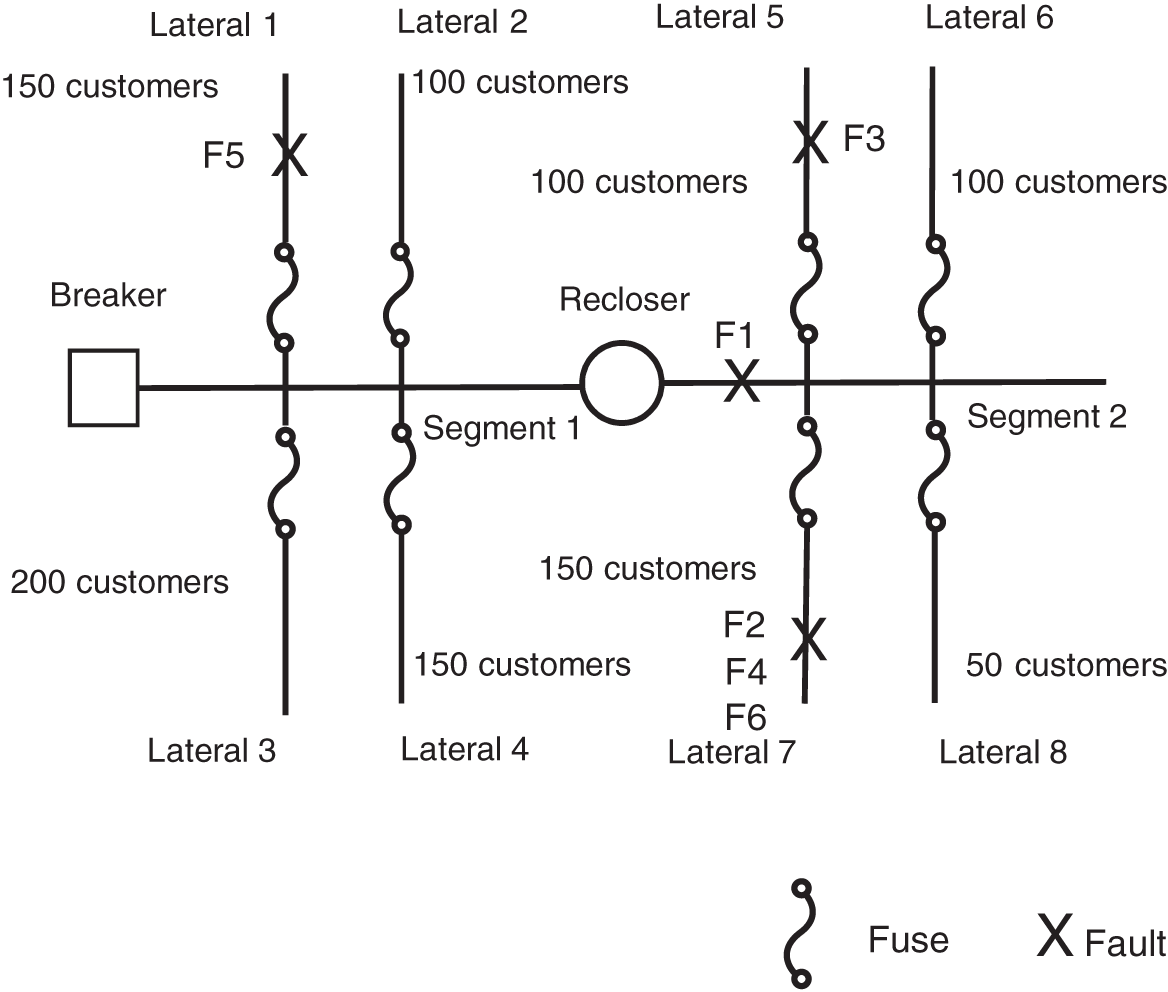 Lateral 1
Lateral 2
Lateral 5
Lateral 6
150 customers
100 customers
F5
F3
100 customers
100 customers
Breaker
Recloser
F1
Segment 1
Segment 2
200 customers
150 customers
F2
F4
F6
150 customers
50 customers
Lateral 3
Lateral 4
Lateral 7
Lateral 8
Fuse
X Fault